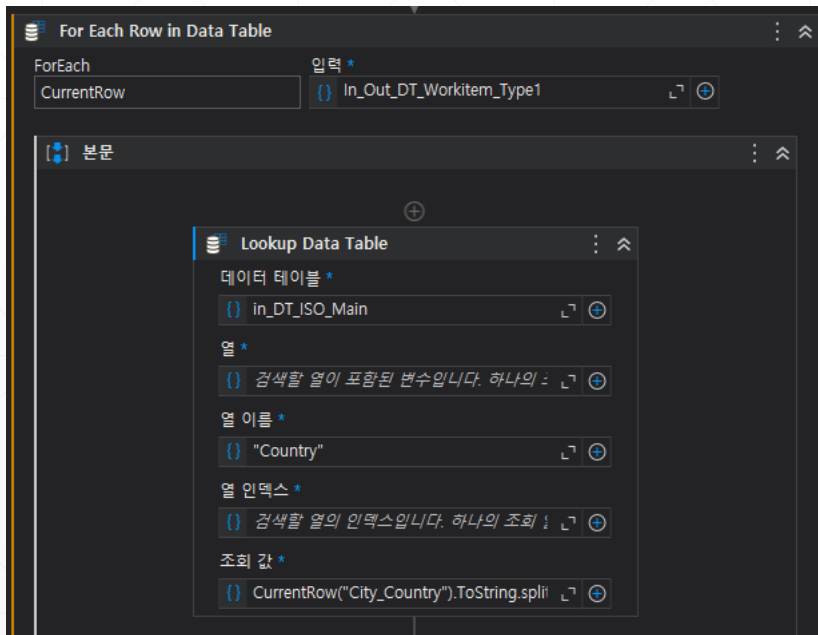 For Each Row in Data Table
ForEach
입력 *
CurrentRow
In_Out_DT_Workitem_Type1
본문
Lookup Data Table
데이터 테이블 *
in_DT_ISO_Main
열 *
검색할 열이 포함된 변수입니다. 하나의
열 이름 *
"Country"
열 인덱스 *
검색할 열의 인덱스입니다. 하나의 조회
조회 값 *
CurrentRow("City_Country").ToString.split